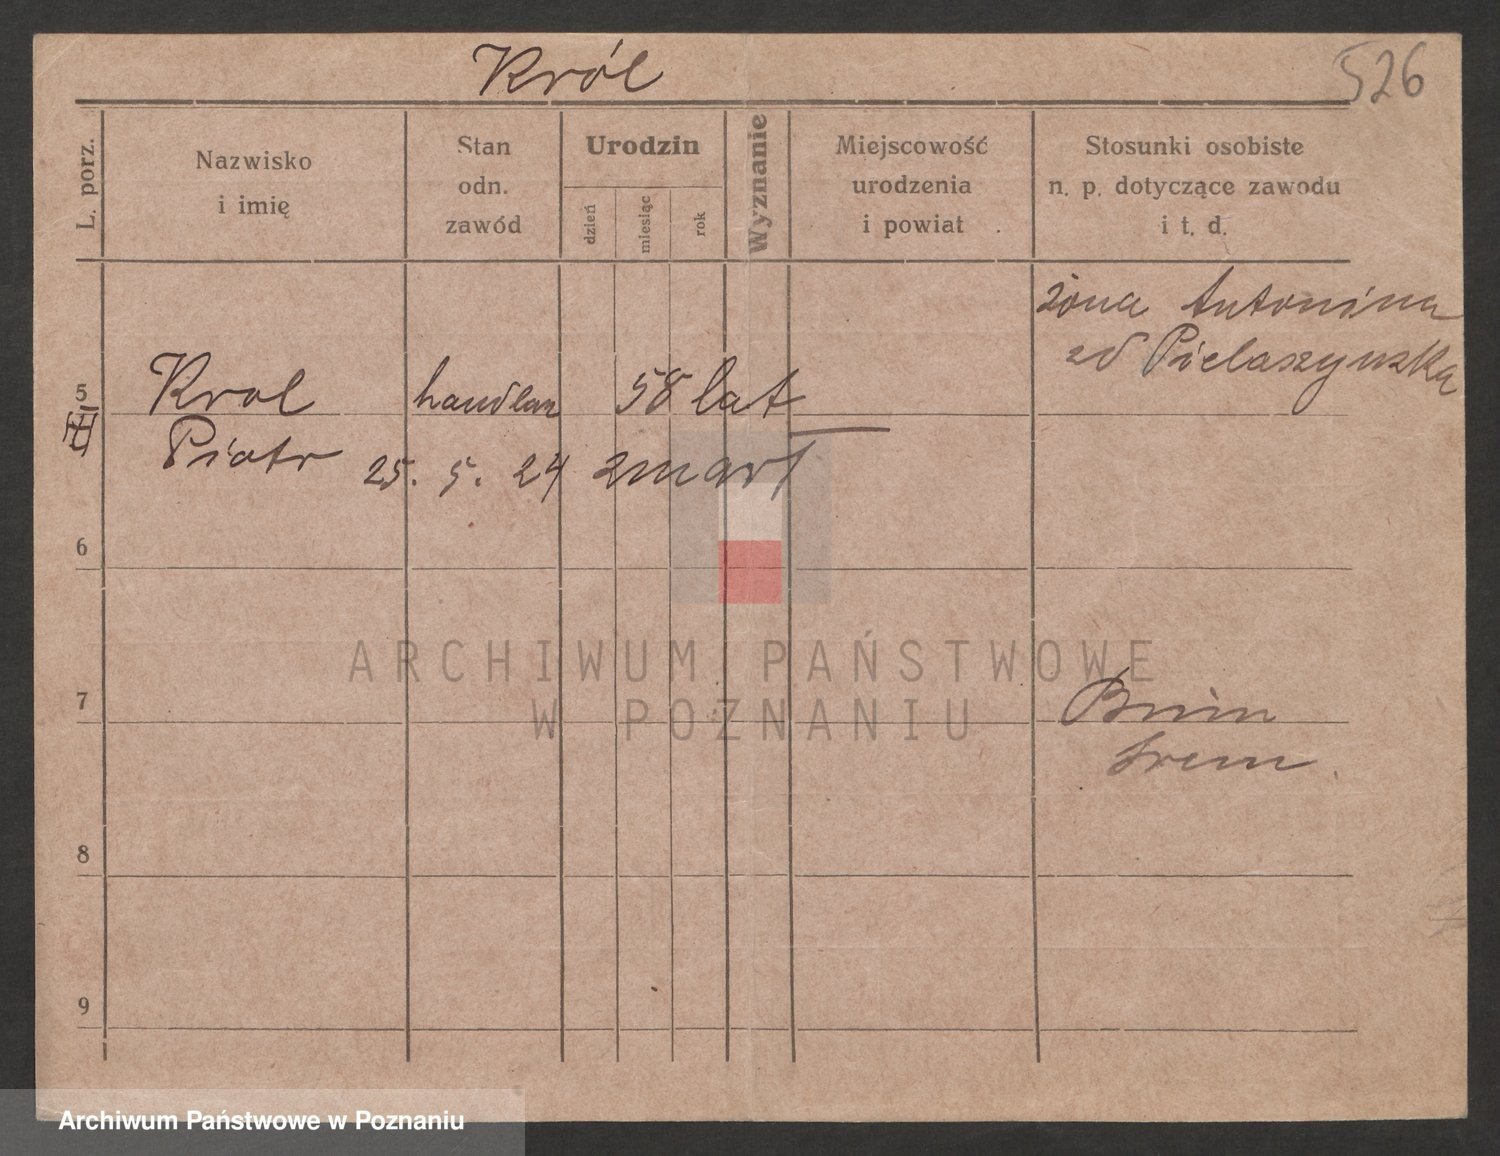 Król
526
L. porz.
Nazwisko
i imię
Stan
odn.
zawód
Urodzin
dzień
miesiąc
rok
Wyznanie
Miejscowość
urodzenia
i powiat
Stosunki osobiste
n. p. dotyczące zawodu
i t. d.
żona Antonina
zd
5
Krol
58 lat
Piotr 25. 5. 24 zmarł
6
ARCHIWUM PAŃSTWOWE
W POZNANIU
7
Bnin
Śrem
8
9
Archiwum Państwowe w Poznaniu